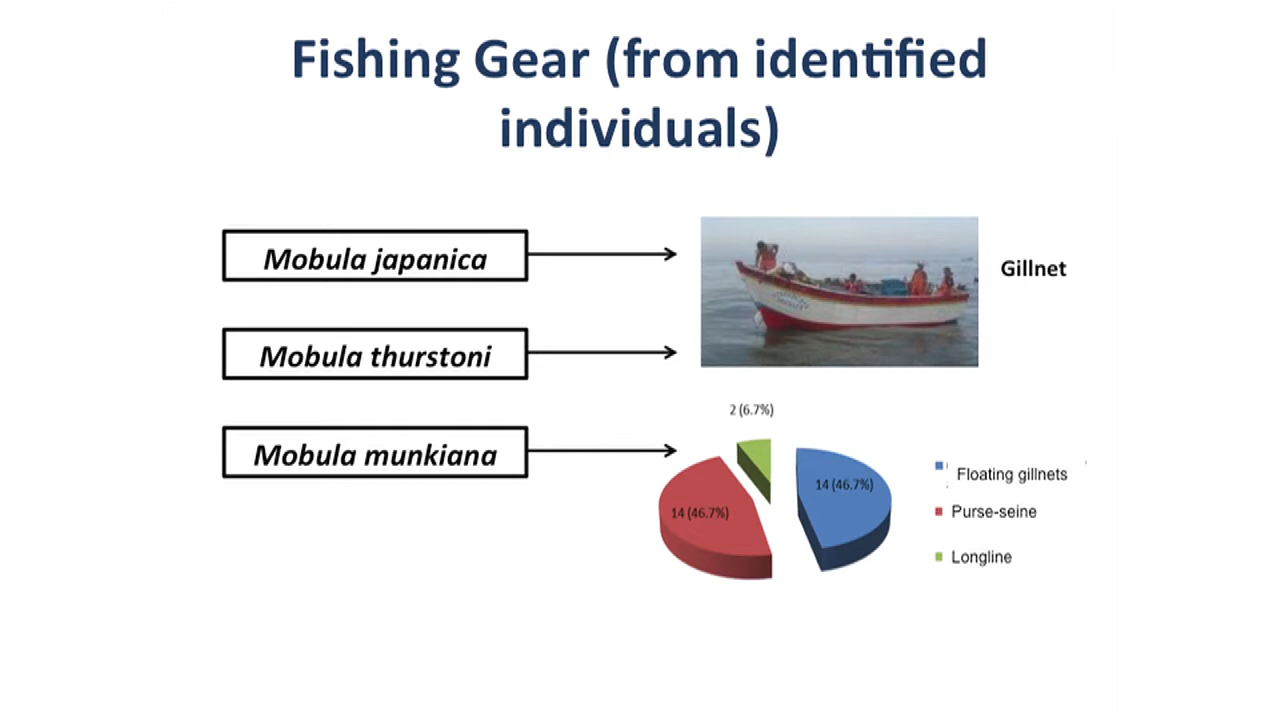 Fishing Gear (from identified
individuals)
Mobula japanica
Gillnet
Mobula thurstoni
Mobula munkiana
2 (6.7%)
14 (46.7%)
14 (46.7%)
Floating gillnets
Purse-seine
Longline